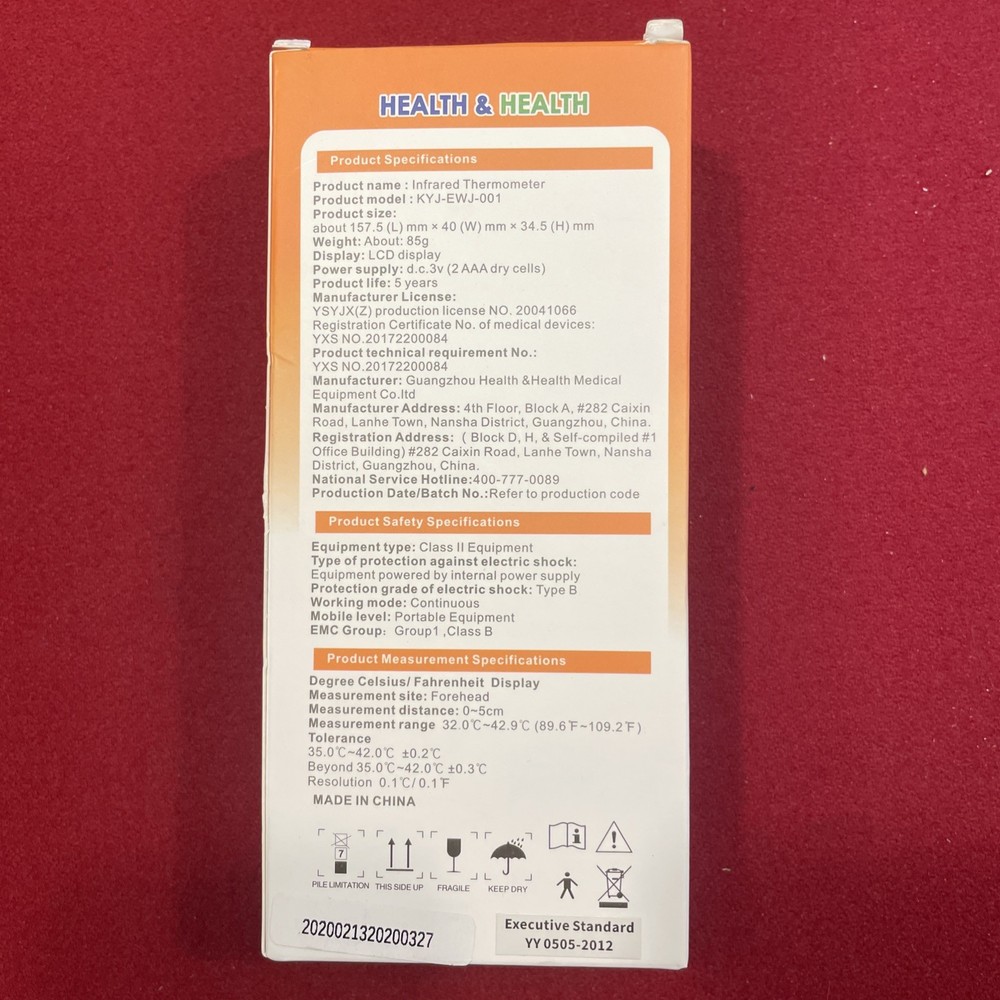 HEALTH & HEALTH
Product Specifications
Product name : Infrared Thermometer
Product model : KYJ-EWJ-001
Product size:
about 157.5 (L) mm × 40 (W) mm × 34.5 (H) mm
Weight: About: 85g
Display: LCD display
Power supply: d.c.3v (2 AAA dry cells)
Product life: 5 years
Manufacturer License:
YSYJX(Z) production license NO. 20041066
Registration Certificate No. of medical devices:
YXS NO.20172200084
Product technical requirement No.:
YXS NO.20172200084
Manufacturer: Guangzhou Health &Health Medical
Equipment Co.ltd
Manufacturer Address: 4th Floor, Block A, #282 Caixin
Road, Lanhe Town, Nansha District, Guangzhou, China.
Registration Address: ( Block D, H, & Self-compiled #1
Office Building) #282 Caixin Road, Lanhe Town, Nansha
District, Guangzhou, China.
National Service Hotline:400-777-0089
Production Date/Batch No.:Refer to production code
Product Safety Specifications
Equipment type: Class II Equipment
Type of protection against electric shock:
Equipment powered by internal power supply
Protection grade of electric shock: Type B
Working mode: Continuous
Mobile level: Portable Equipment
EMC Group: Group1 ,Class B
Product Measurement Specifications
Degree Celsius/ Fahrenheit Display
Measurement site: Forehead
Measurement distance: 0~5cm
Measurement range 32.0℃~42.9℃ (89.6℉~109.2℉)
Tolerance
35.0℃~42.0℃ ±0.2℃
Beyond 35.0℃~42.0℃ ±0.3℃
Resolution 0.1℃/0.1℉
MADE IN CHINA
7
PILE LIMITATION THIS SIDE UP FRAGILE KEEP DRY
2020021320200327
Executive Standard
YY 0505-2012